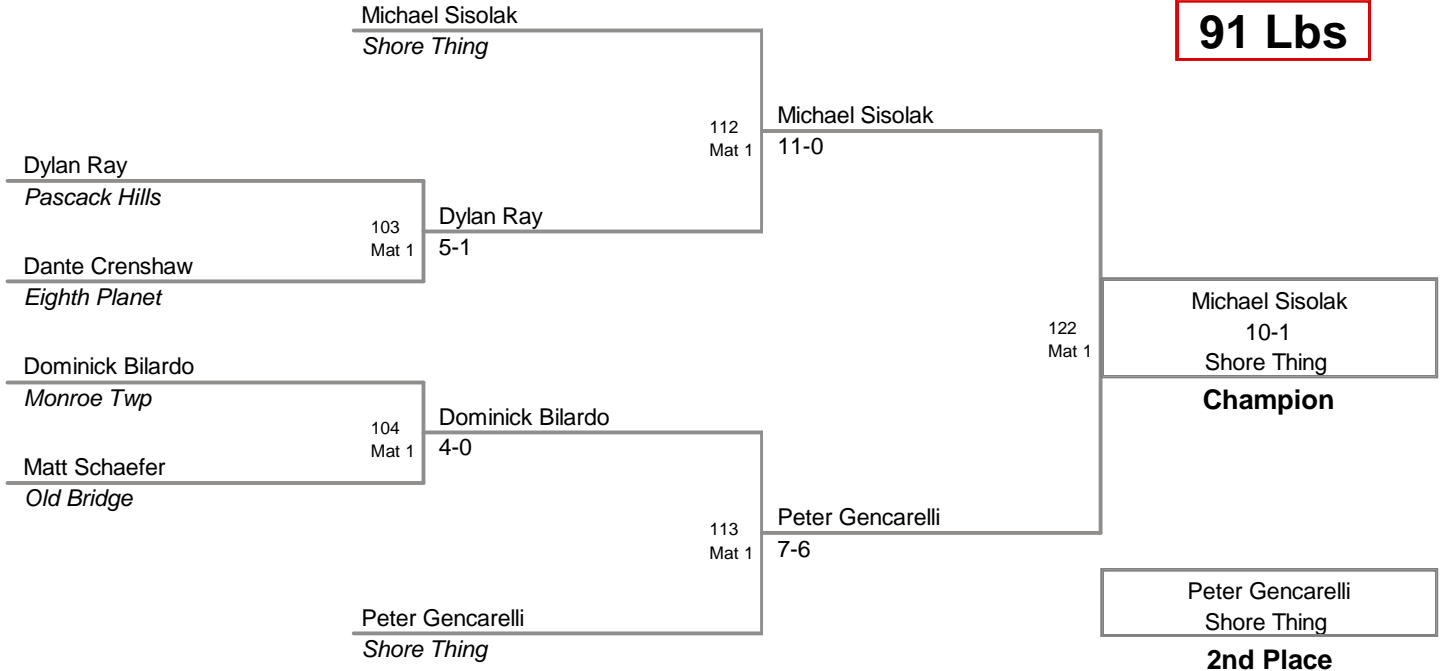 Michael Sisolak
Shore Thing
91 Lbs
112
Mat 1
Michael Sisolak
11-0
Dylan Ray
Pascack Hills
103
Mat 1
Dylan Ray
5-1
Dante Crenshaw
Eighth Planet
122
Mat 1
Michael Sisolak
10-1
Shore Thing
Champion
Dominick Bilardo
Monroe Twp
104
Mat 1
Dominick Bilardo
4-0
Matt Schaefer
Old Bridge
113
Mat 1
Peter Gencarelli
7-6
Peter Gencarelli
Shore Thing
Peter Gencarelli
Shore Thing
2nd Place